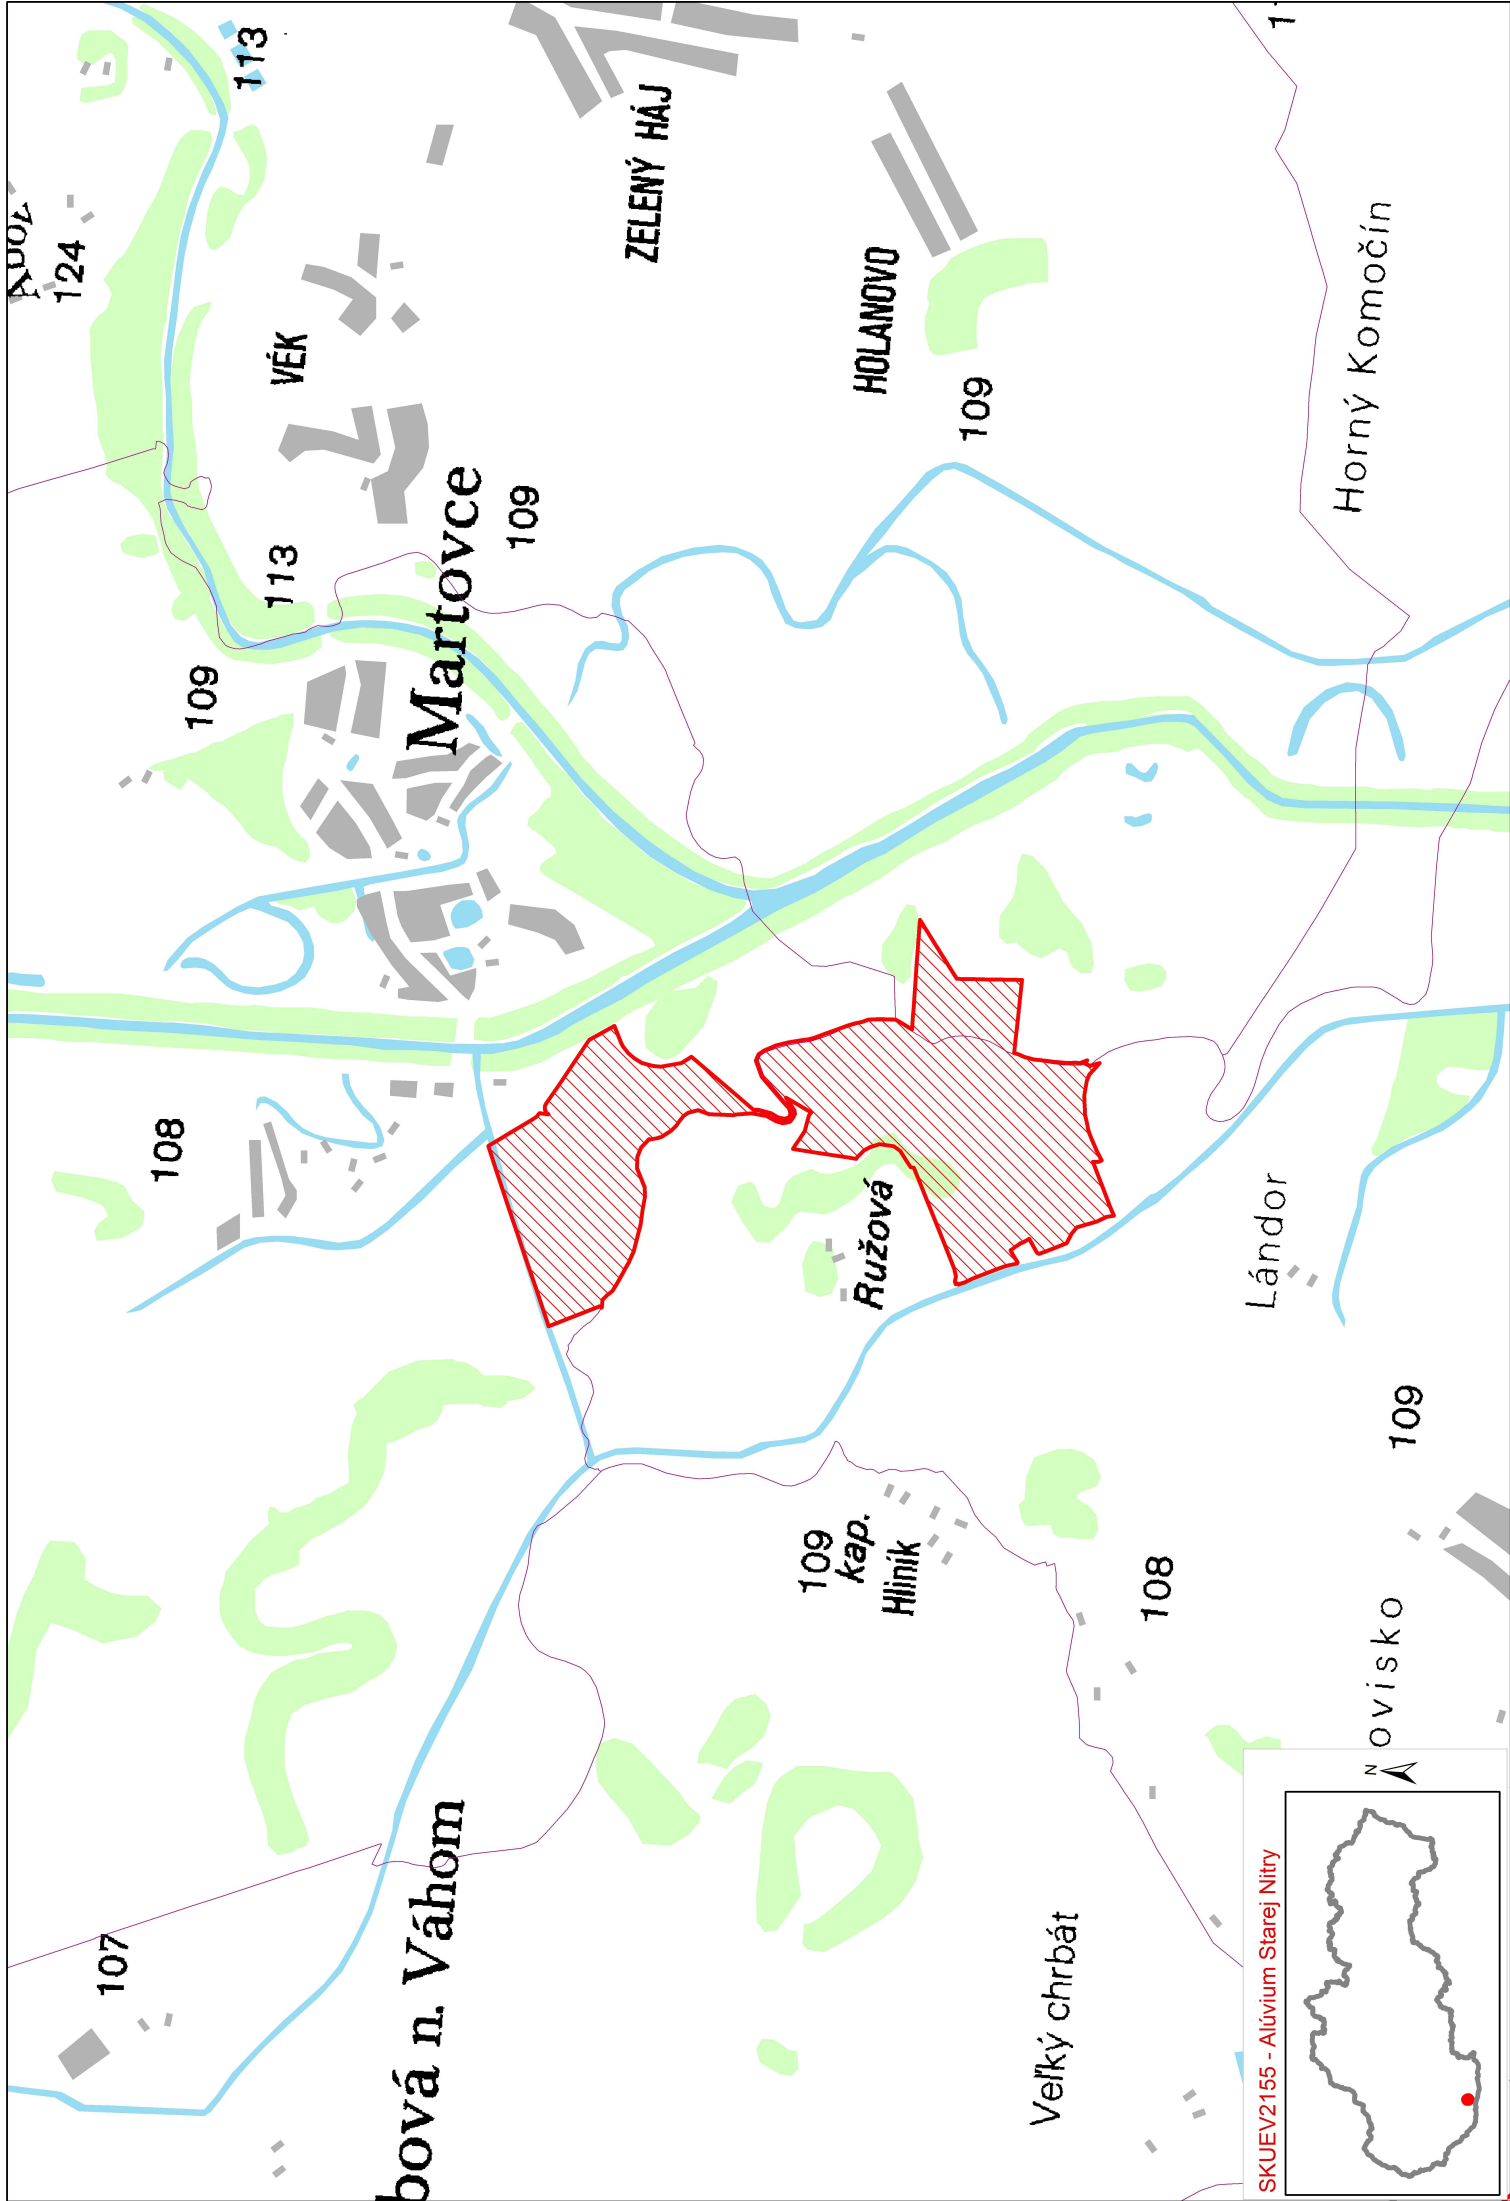 124
113
VÉK
ZELENÝ HÁJ
HOLANOVO
109
Horný Komočín
113
Martovce
109
109
108
Ružová
Lándor
109
107
bová n. Váhom
109
kap.
Hliník
108
ovisko
Veľký chrbát
N
SKUEV2155 - Alúvium Starej Nitry